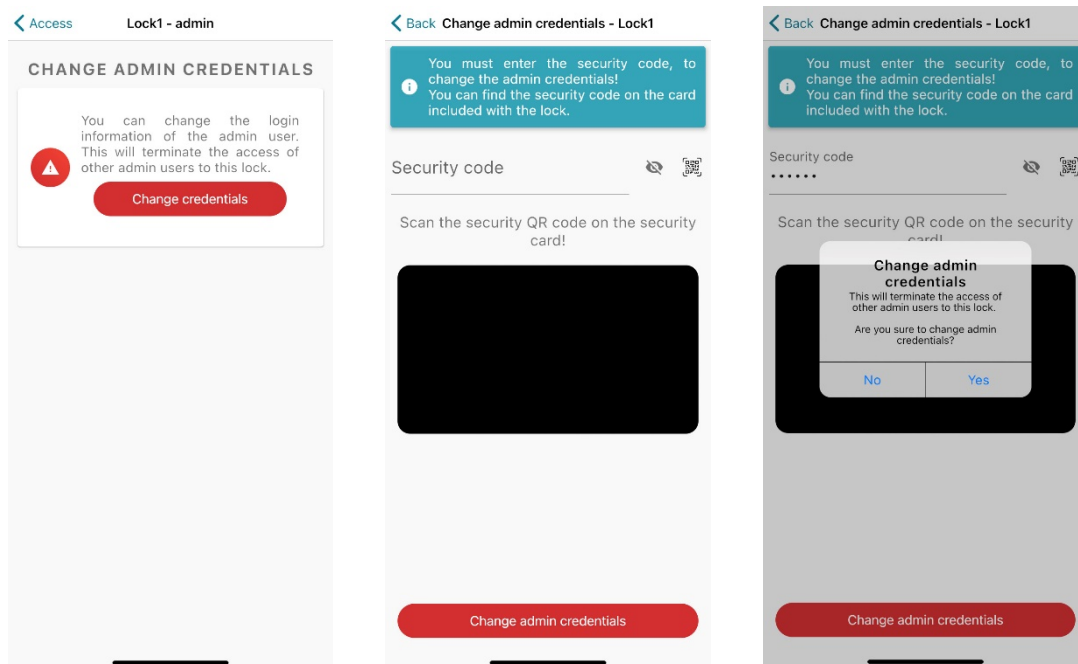 Access
Lock1 - admin
CHANGE ADMIN CREDENTIALS
You can change the login
information of the admin user.
This will terminate the access of
other admin users to this lock.
Change credentials
Back Change admin credentials - Lock1
You must enter the security code, to
change the admin credentials!
You can find the security code on the card
included with the lock.
Security code
Scan the security QR code on the security
card!
Change admin credentials
Back Change admin credentials - Lock1
You must enter the security code, to
change the admin credentials!
You can find the security code on the card
included with the lock.
Security code
••••••
Scan the security QR code on the security
card!
Change admin
credentials
This will terminate the access of
other admin users to this lock.
Are you sure to change admin
credentials?
No
Yes
Change admin credentials